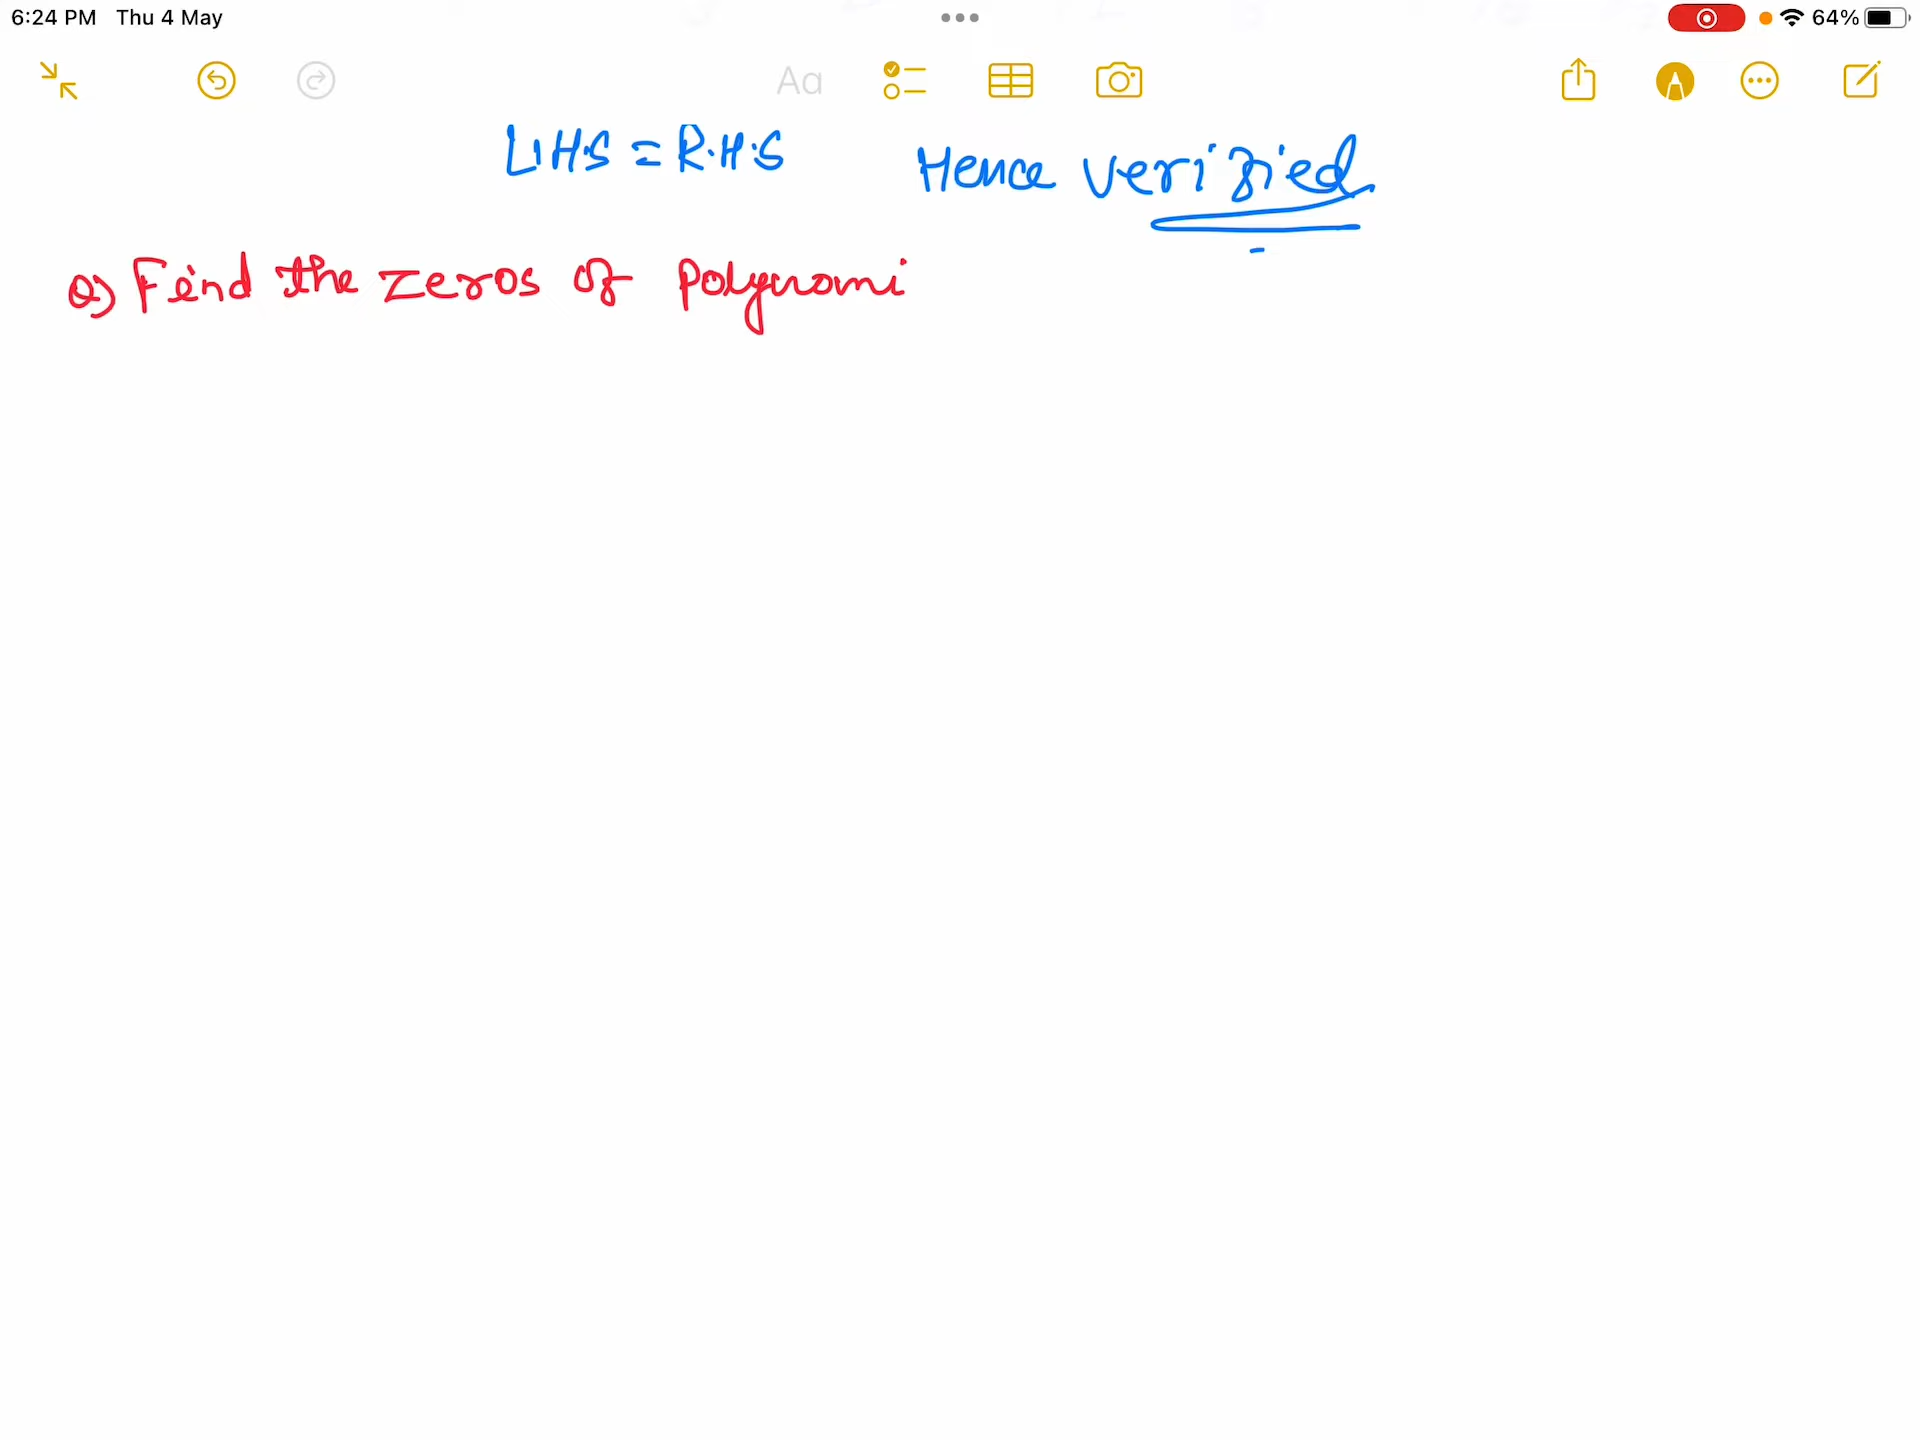 6:24 PM Thu 4 May
64%
Aa
L.H.S = R.H.S Hence verified
Q) Find the zeros of Polynomi